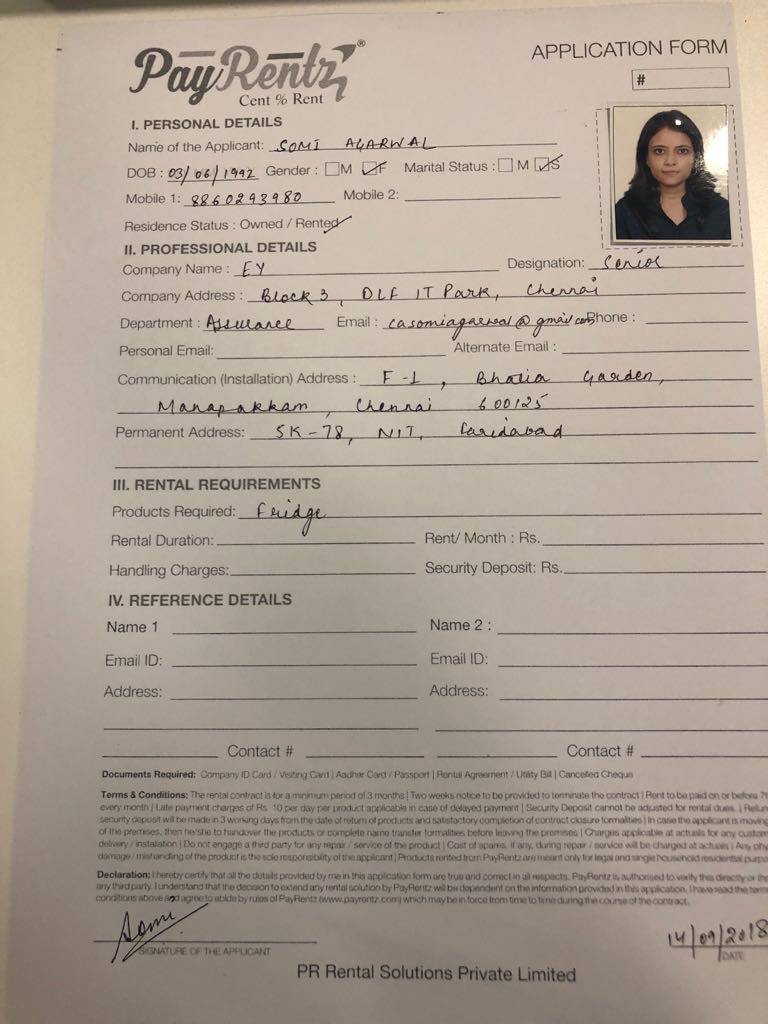 PayRentz®
Cent % Rent
APPLICATION FORM
#
I. PERSONAL DETAILS
Name of the Applicant: SOMI AGARWAL
DOB : 03/06/1992 Gender : M F Marital Status : M S
Mobile 1: 8860293980 Mobile 2:
Residence Status : Owned / Rented
II. PROFESSIONAL DETAILS
Company Name : EY Designation: Senior
Company Address : Block 3, DLF IT Park, Chennai
Department : Assurance Email : casomiagarwal@gmail.com Phone :
Personal Email: Alternate Email :
Communication (Installation) Address : F-1, Bhatia Garden,
Manapakkam, Chennai 600125
Permanent Address: 5K-78, NIT, Faridabad
III. RENTAL REQUIREMENTS
Products Required: Fridge
Rental Duration: Rent/ Month : Rs.
Handling Charges: Security Deposit: Rs.
IV. REFERENCE DETAILS
Name 1 Name 2 :
Email ID: Email ID:
Address: Address:
Contact # Contact #
Documents Required: Company ID Card / Visiting Card | Aadhar Card / Passport | Rental Agreement / Utility Bill | Cancelled Cheque
Terms & Conditions: The rental contract is for a minimum period of 3 months | Two weeks notice to be provided to terminate the contract | Rent to be paid on or before 7t
every month | Late payment charges of Rs. 10 per day per product applicable in case of delayed payment | Security Deposit cannot be adjusted for rental dues. |
security deposit will be made in 3 working days from the date of return of products and satisfactory completion of contract closure formalities | In case the applicant is moving
of the premises, then he/she to handover the products or complete name transfer formalities before leaving the premises | Charges applicable at actuals for any custom
delivery / installation | Do not engage a third party for any repair / service of the product | Cost of spares, if any, during repair / service will be charged at actuals | Any phy
damage / mishandling of the product is the sole responsibility of the applicant | Products rented from PayRentz are meant only for legal and single household residential purpo
Declaration: I hereby certify that all the details provided by me in this application form are true and correct in all respects. PayRentz is authorised to verify this directly or th
any third party. I understand that the decision to extend any rental solution by PayRentz will be dependent on the information provided in this application. I have read the term
conditions above and agree to abide by rules of PayRentz (www.payrentz.com) which may be in force from time to time during the course of the contract.
Somi 14/09/2018
SIGNATURE OF THE APPLICANT DATE
PR Rental Solutions Private Limited